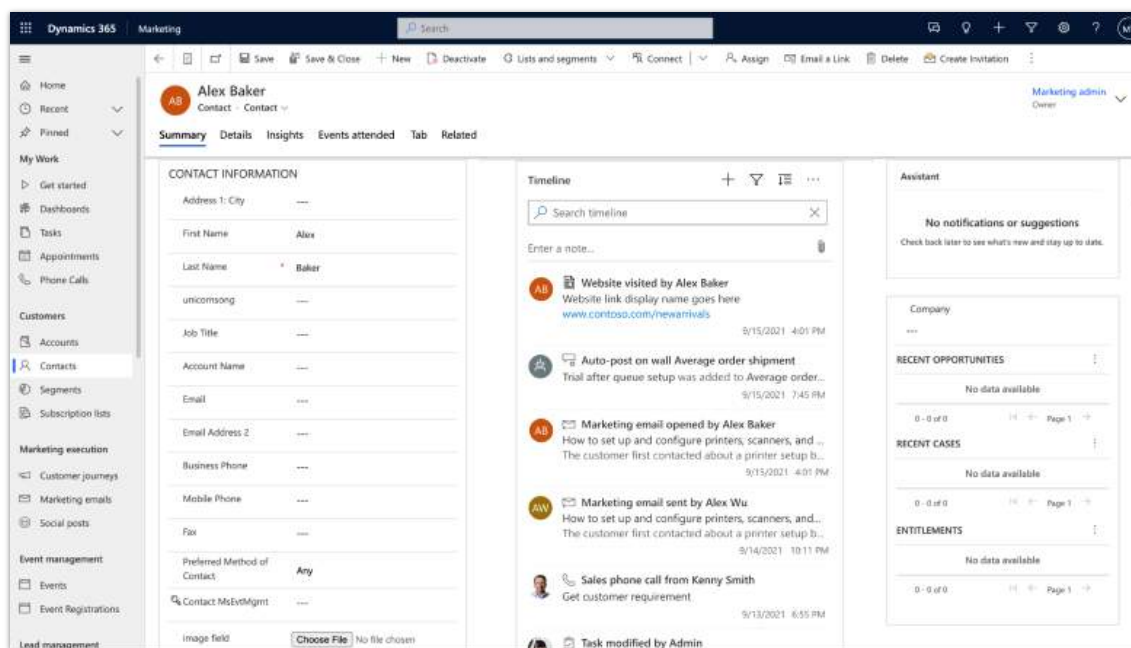 Dynamics 365 Marketing Search
Save Save & Close New Deactivate Lists and segments Connect Assign Email a Link Delete Create Invitation
Home
Recent
Pinned
My Work
Get started
Dashboards
Tasks
Appointments
Phone Calls
Customers
Accounts
Contacts
Segments
Subscription lists
Marketing execution
Customer journeys
Marketing emails
Social posts
Event management
Events
Event Registrations
Lead management
AB
Alex Baker
Contact · Contact
Marketing admin
Owner
Summary Details Insights Events attended Tab Related
CONTACT INFORMATION
Address 1: City ---
First Name Alex
Last Name * Baker
unicornsong ---
Job Title ---
Account Name ---
Email ---
Email Address 2 ---
Business Phone ---
Mobile Phone ---
Fax ---
Preferred Method of
Contact Any
Contact MsEvtMgmt ---
image field Choose File No file chosen
Timeline
Search timeline
Enter a note...
AB
Website visited by Alex Baker
Website link display name goes here
www.contoso.com/newarrivals
9/15/2021 4:01 PM
Auto-post on wall Average order shipment
Trial after queue setup was added to Average order...
9/15/2021 7:45 PM
AB
Marketing email opened by Alex Baker
How to set up and configure printers, scanners, and ...
The customer first contacted about a printer setup b...
9/15/2021 4:01 PM
AW
Marketing email sent by Alex Wu
How to set up and configure printers, scanners, and...
The customer first contacted about a printer setup b...
9/14/2021 10:11 PM
Sales phone call from Kenny Smith
Get customer requirement
9/13/2021 6:55 PM
Task modified by Admin
Assistant
No notifications or suggestions
Check back later to see what's new and stay up to date.
Company
---
RECENT OPPORTUNITIES
No data available
0 - 0 of 0 Page 1
RECENT CASES
No data available
0 - 0 of 0 Page 1
ENTITLEMENTS
No data available
0 - 0 of 0 Page 1